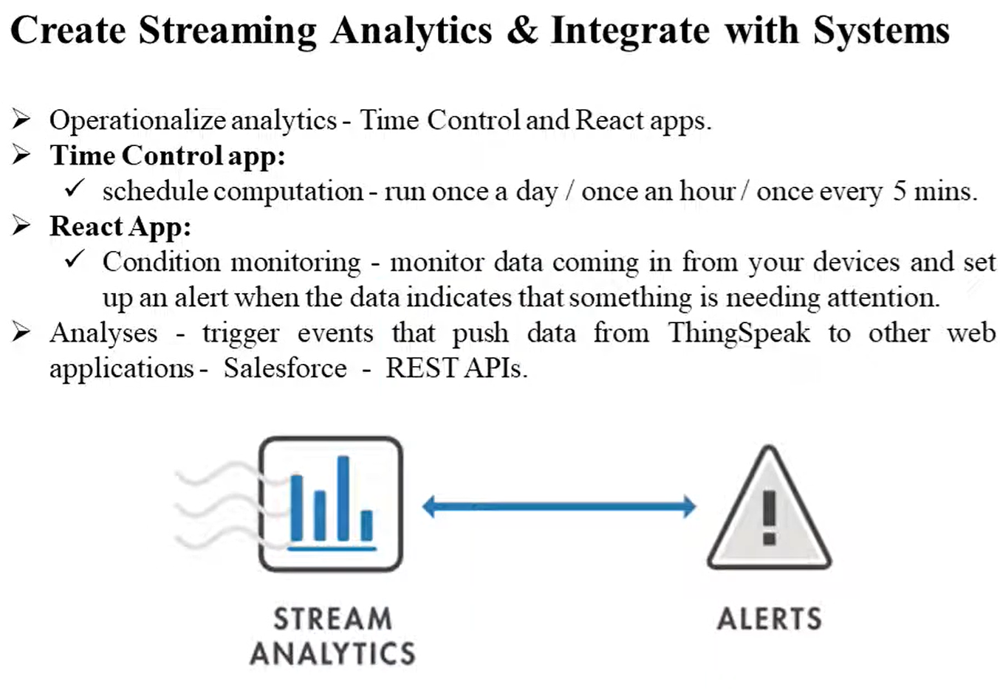 Create Streaming Analytics & Integrate with Systems
➢ Operationalize analytics - Time Control and React apps.
➢ Time Control app:
✓ schedule computation - run once a day / once an hour / once every 5 mins.
➢ React App:
✓ Condition monitoring - monitor data coming in from your devices and set
up an alert when the data indicates that something is needing attention.
➢ Analyses - trigger events that push data from ThingSpeak to other web
applications - Salesforce - REST APIs.
STREAM
ANALYTICS
ALERTS